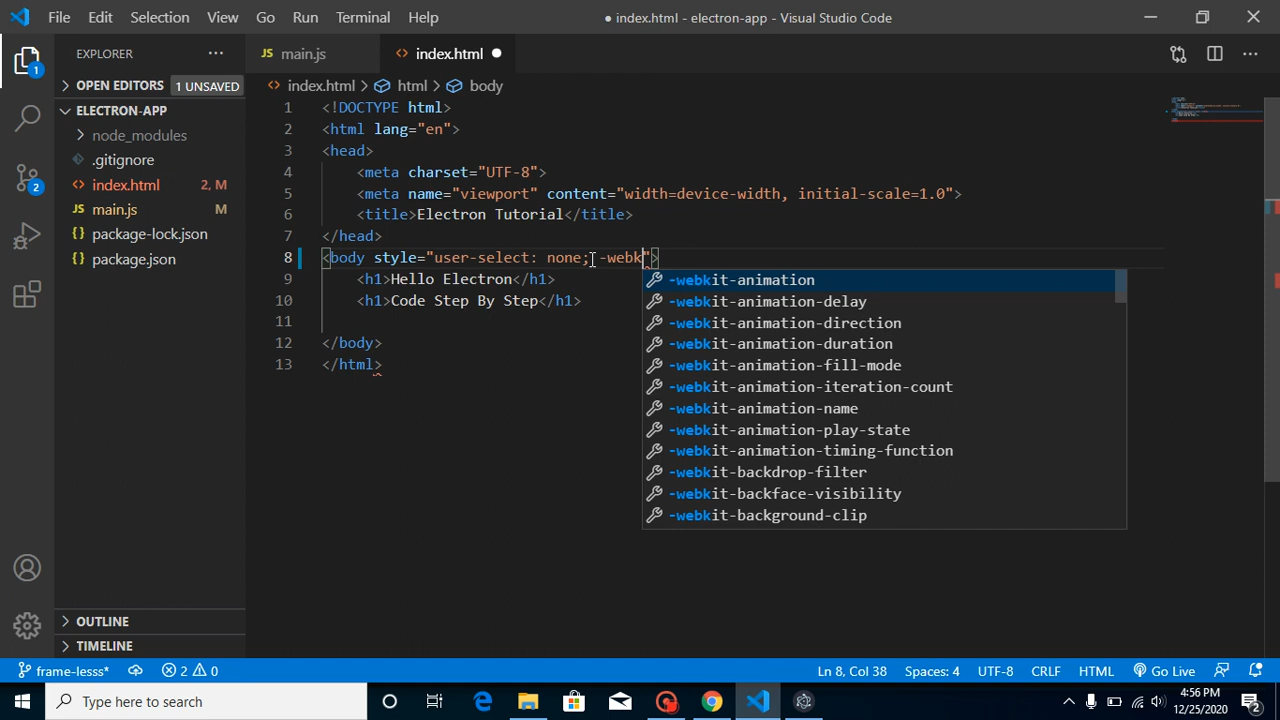 File Edit Selection View Go Run Terminal Help
● index.html - electron-app - Visual Studio Code
EXPLORER
OPEN EDITORS 1 UNSAVED
ELECTRON-APP
node_modules
.gitignore
index.html 2, M
main.js M
package-lock.json
package.json
OUTLINE
TIMELINE
1
2
JS main.js
<> index.html
index.html > html > body
1 <!DOCTYPE html>
2 <html lang="en">
3 <head>
4 <meta charset="UTF-8">
5 <meta name="viewport" content="width=device-width, initial-scale=1.0">
6 <title>Electron Tutorial</title>
7 </head>
8 <body style="user-select: none; -webk">
9 <h1>Hello Electron</h1>
10 <h1>Code Step By Step</h1>
11
12 </body>
13 </html>
-webkit-animation
-webkit-animation-delay
-webkit-animation-direction
-webkit-animation-duration
-webkit-animation-fill-mode
-webkit-animation-iteration-count
-webkit-animation-name
-webkit-animation-play-state
-webkit-animation-timing-function
-webkit-backdrop-filter
-webkit-backface-visibility
-webkit-background-clip
frame-lesss* 2 0 Ln 8, Col 38 Spaces: 4 UTF-8 CRLF HTML Go Live
Type here to search
4:56 PM
12/25/2020
2